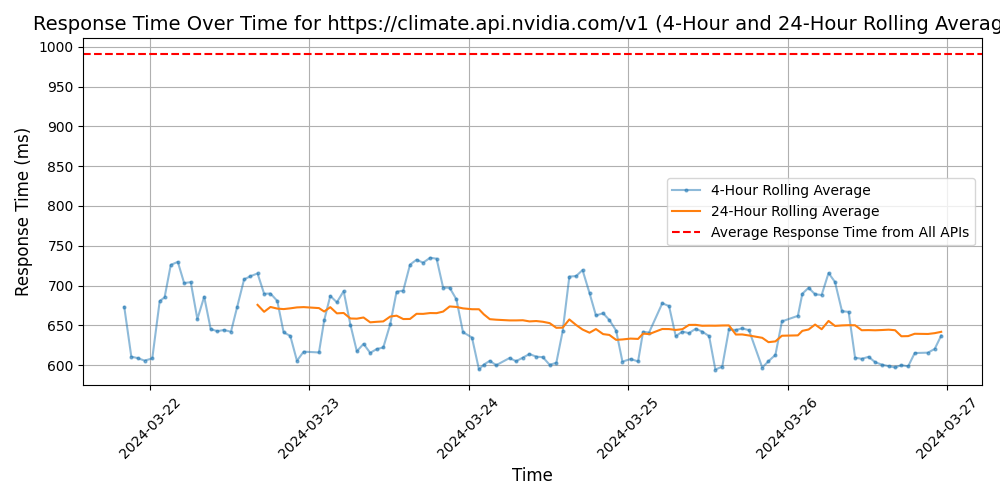 Response Time Over Time for https://climate.api.nvidia.com/v1 (4-Hour and 24-Hour Rolling Averag
1000
950
900
850
800
750
700
650
600
Response Time (ms)
4-Hour Rolling Average
24-Hour Rolling Average
Average Response Time from All APIs
2024-03-22
2024-03-23
2024-03-24
2024-03-25
2024-03-26
2024-03-27
Time